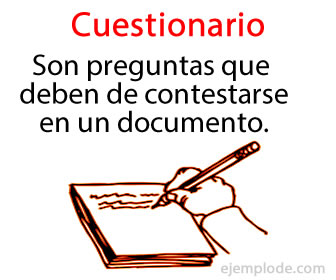 Cuestionario
Son preguntas que
deben de contestarse
en un documento.
ejemplode.com